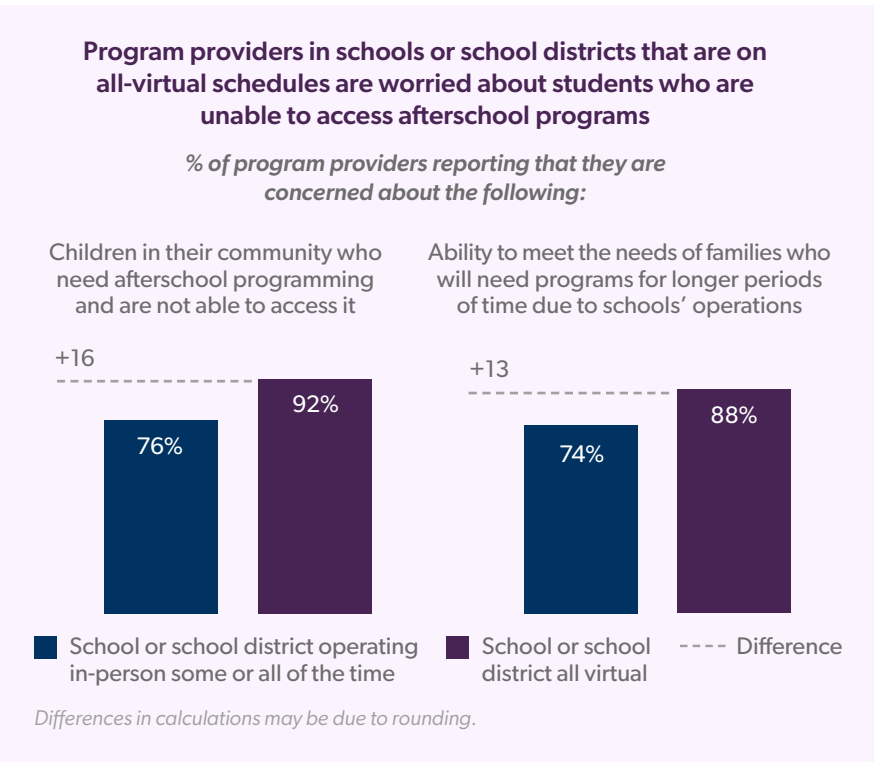 Program providers in schools or school districts that are on
all-virtual schedules are worried about students who are
unable to access afterschool programs
% of program providers reporting that they are
concerned about the following:
Children in their community who
need afterschool programming
and are not able to access it
+16
76%
92%
Ability to meet the needs of families who
will need programs for longer periods
of time due to schools’ operations
+13
74%
88%
School or school district operating
in-person some or all of the time
School or school
district all virtual
Difference
Differences in calculations may be due to rounding.